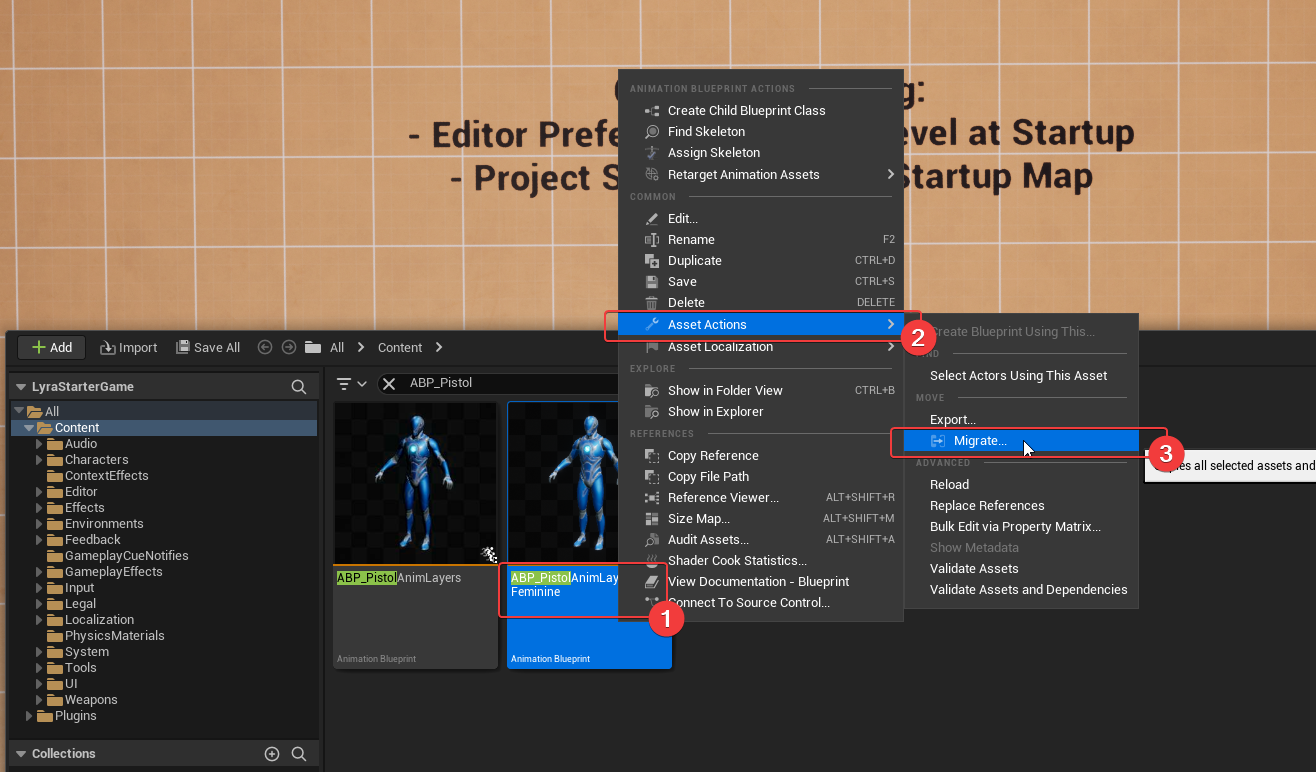 g:
- Editor Prefe
evel at Startup
- Project S
Startup Map
ANIMATION BLUEPRINT ACTIONS
Create Child Blueprint Class
Find Skeleton
Assign Skeleton
Retarget Animation Assets
COMMON
Edit...
Rename F2
Duplicate CTRL+D
Save CTRL+S
Delete DELETE
Asset Actions
2
Asset Localization
EXPLORE
Show in Folder View CTRL+B
Show in Explorer
REFERENCES
Copy Reference
Copy File Path
Reference Viewer... ALT+SHIFT+R
Size Map... ALT+SHIFT+M
Audit Assets... ALT+SHIFT+A
Shader Cook Statistics...
View Documentation - Blueprint
Connect To Source Control...
Create Blueprint Using This...
ND
Select Actors Using This Asset
MOVE
Export...
Migrate...
3
pies all selected assets and
ADVANCED
Reload
Replace References
Bulk Edit via Property Matrix...
Show Metadata
Validate Assets
Validate Assets and Dependencies
Add Import Save All All Content
LyraStarterGame
All
Content
Audio
Characters
ContextEffects
Editor
Effects
Environments
Feedback
GameplayCueNotifies
GameplayEffects
Input
Legal
Localization
PhysicsMaterials
System
Tools
UI
Weapons
Plugins
Collections
ABP_Pistol
ABP_PistolAnimLayers
Animation Blueprint
ABP_PistolAnimLay
Feminine
1
Animation Blueprint